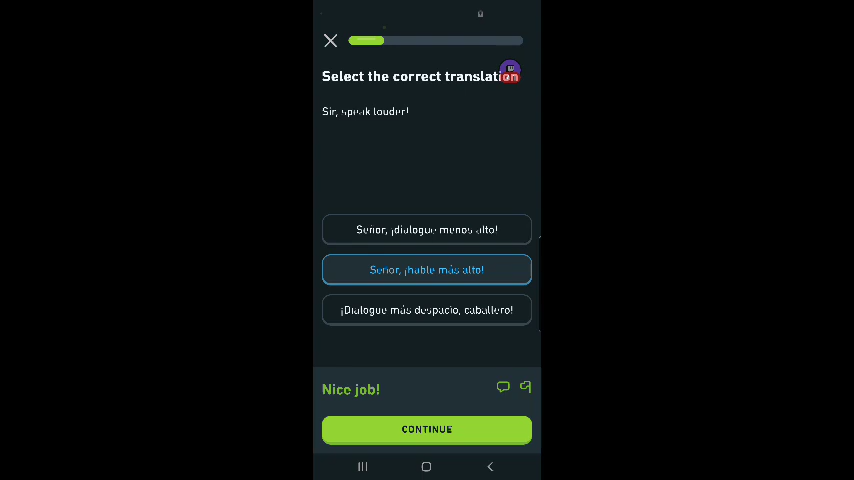 Select the correct translation
Sir, speak louder!
Señor, ¡dialogue menos alto!
Señor, ¡hable más alto!
¡Dialogue más despacio, caballero!
Nice job!
CONTINUE